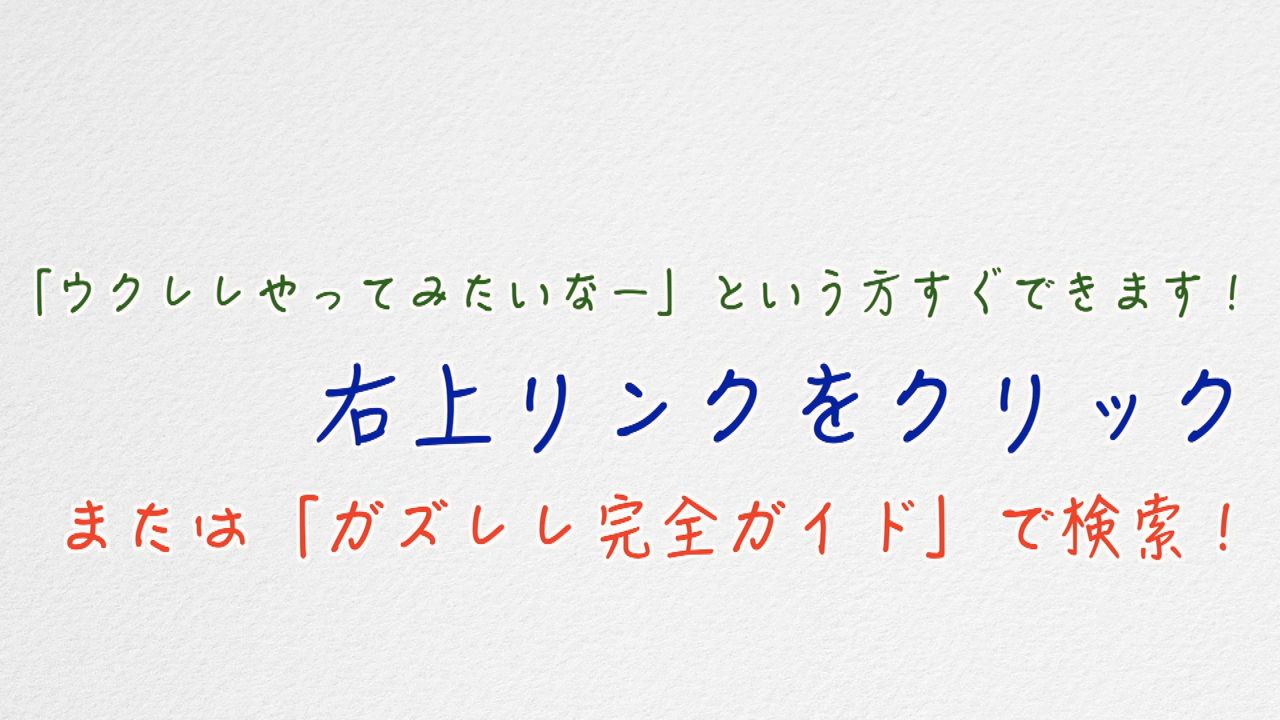 「ウクレレやってみたいなー」という方すぐできます！
右上リンクをクリック
または「ガズレレ完全ガイド」で検索！